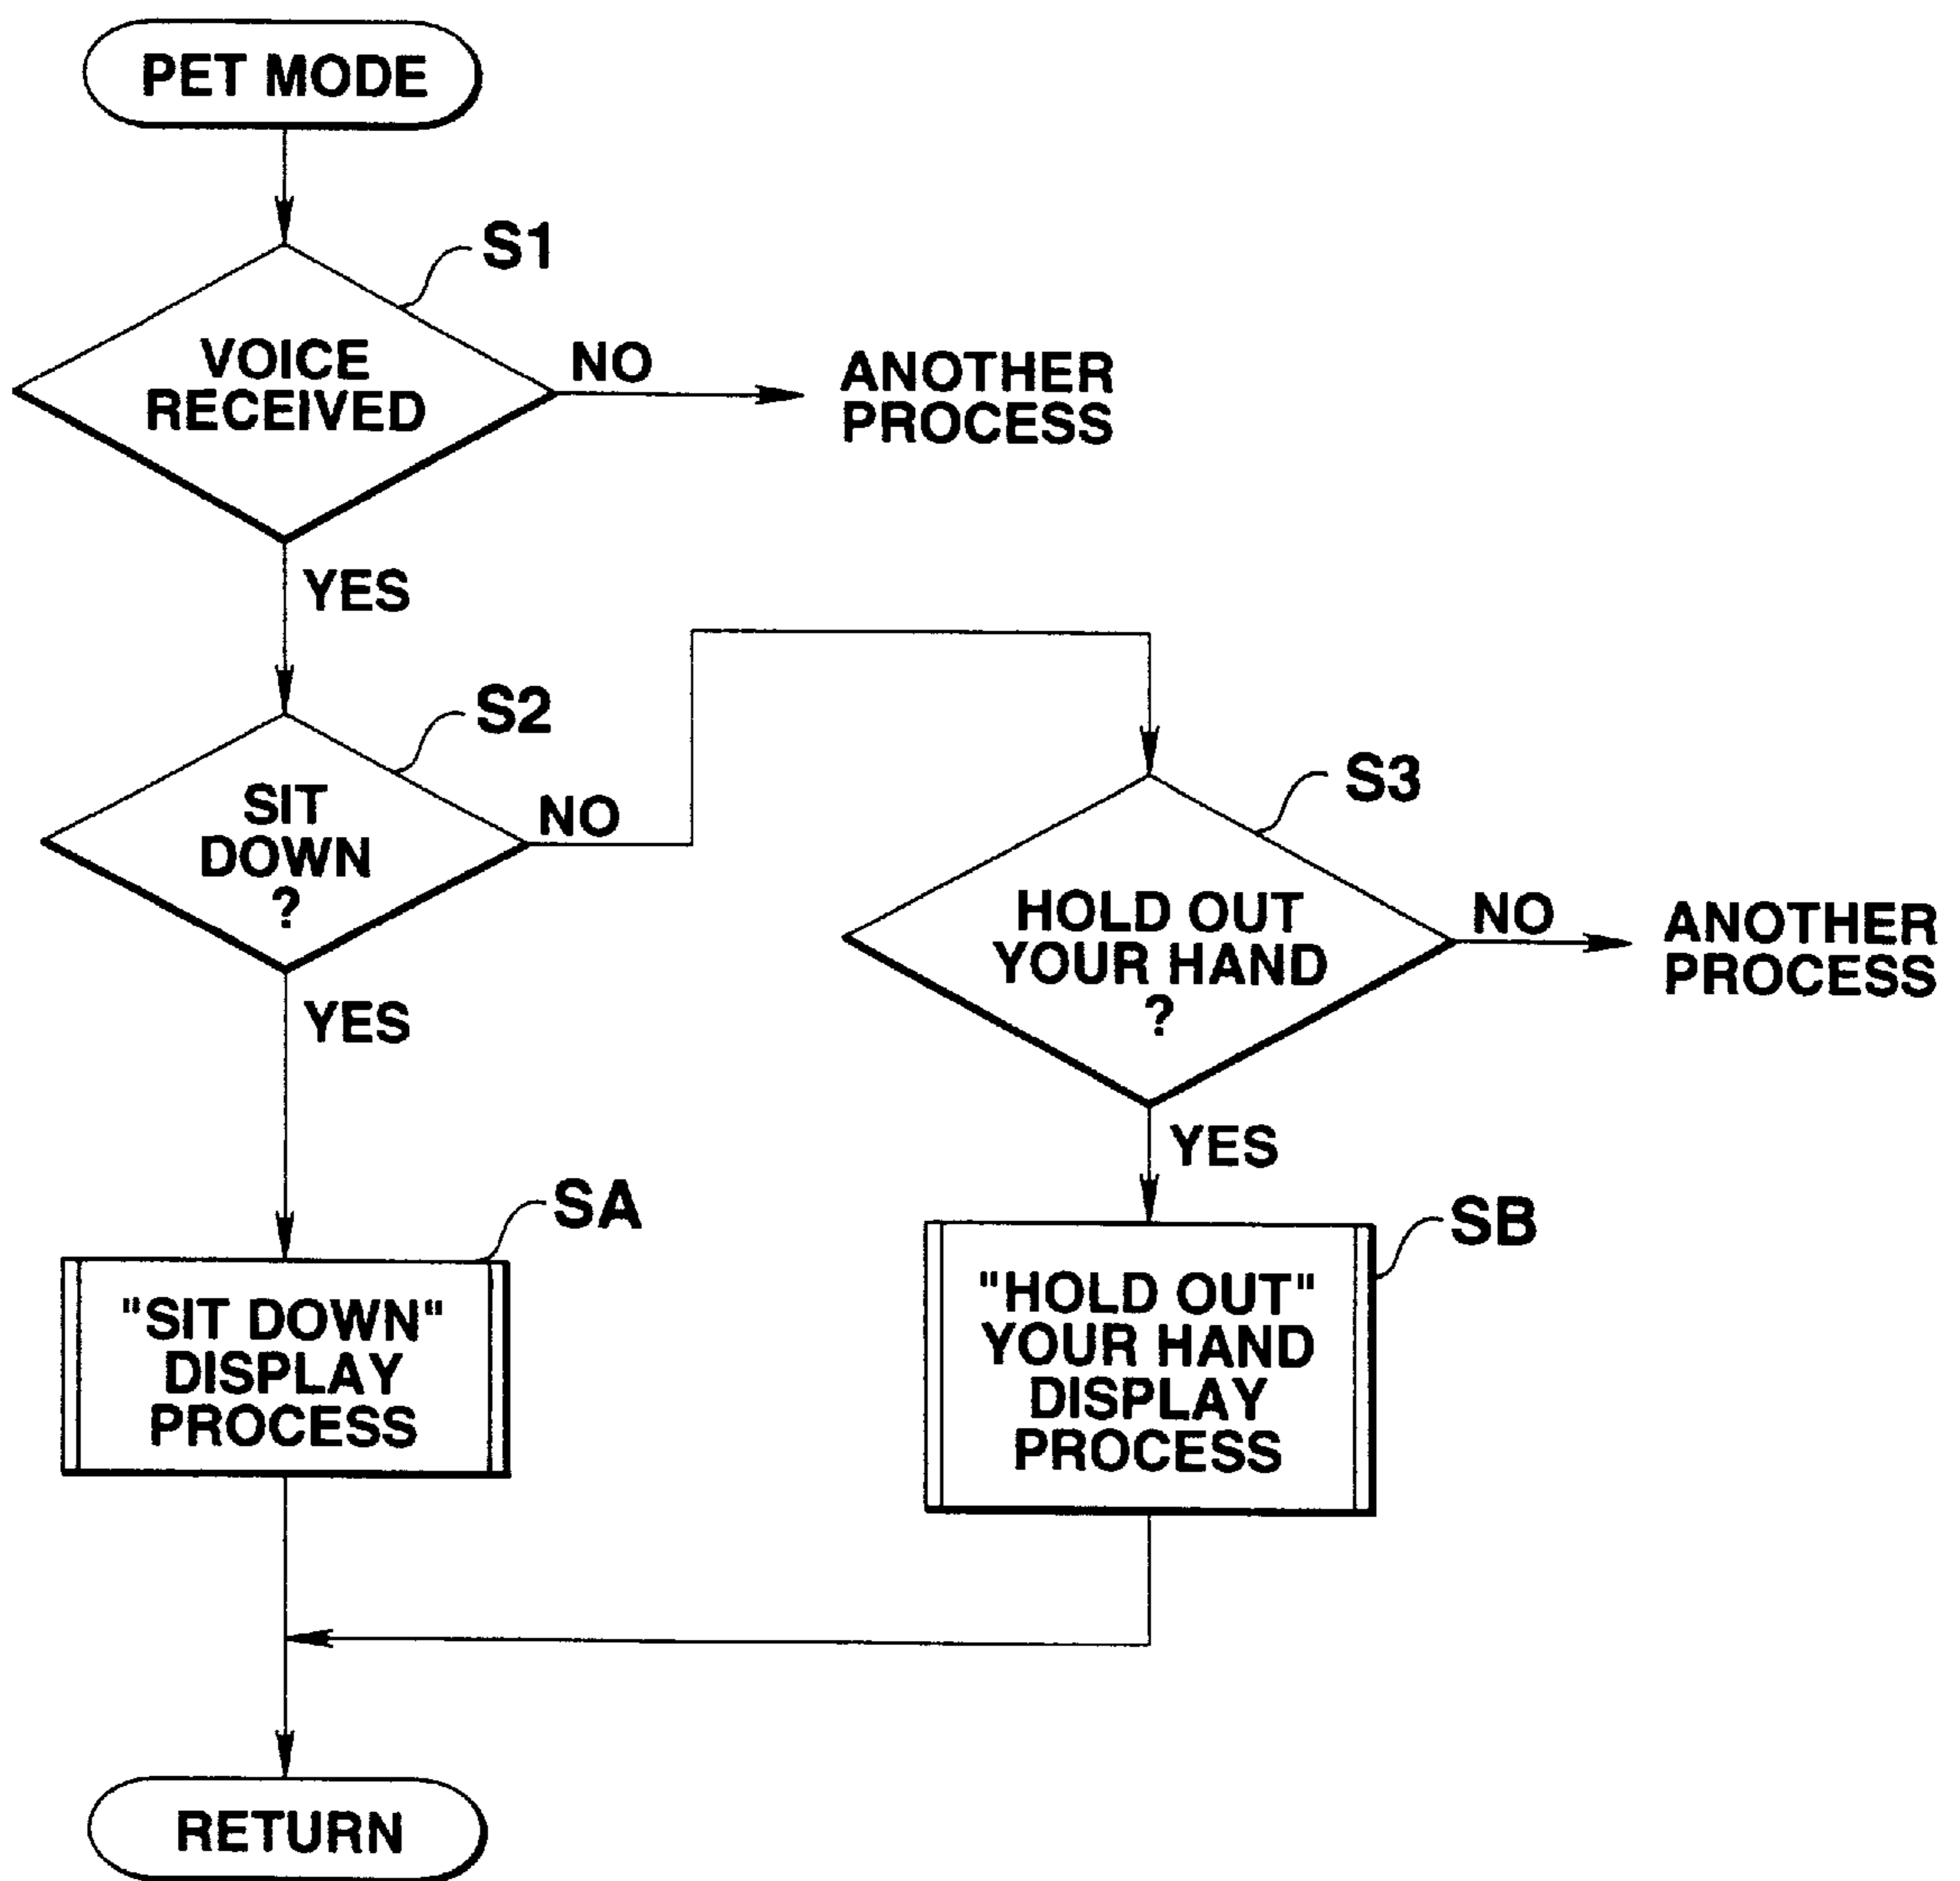 PET MODE
S1
VOICE
RECEIVED
NO
ANOTHER
PROCESS
YES
S2
SIT
DOWN
?
NO
S3
HOLD OUT
YOUR HAND
?
NO
ANOTHER
PROCESS
YES
YES
SA
"SIT DOWN"
DISPLAY
PROCESS
SB
"HOLD OUT"
YOUR HAND
DISPLAY
PROCESS
RETURN